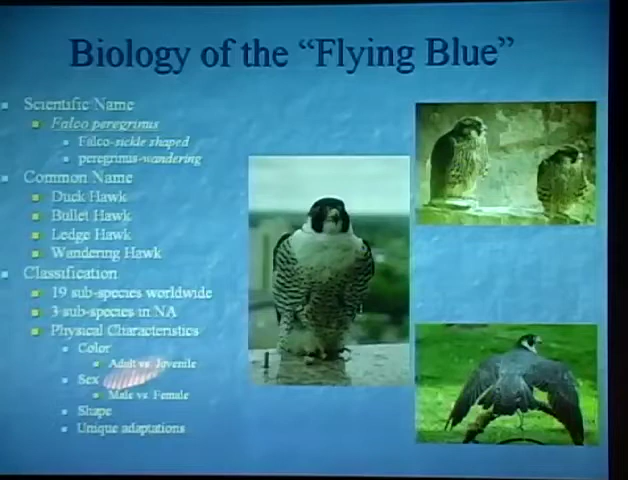 Biology of the “Flying Blue”
Scientific Name
Falco peregrinus
Falco-sickle shaped
peregrinus-wandering
Common Name
Duck Hawk
Bullet Hawk
Ledge Hawk
Wandering Hawk
Classification
19 sub-species worldwide
3 sub-species in NA
Physical Characteristics
Color
Adult vs. Juvenile
Sex
Male vs. Female
Shape
Unique adaptations